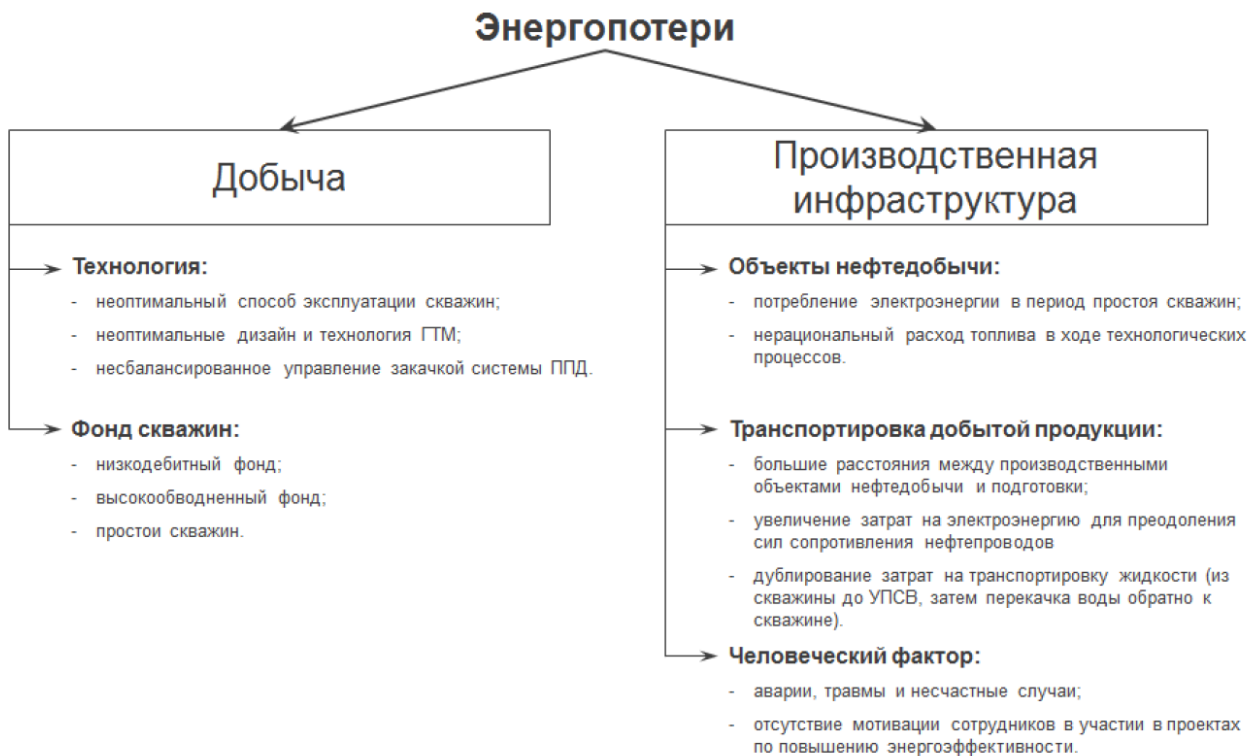 Энергопотери
Добыча
Технология:
- неоптимальный способ эксплуатации скважин;
- неоптимальные дизайн и технология ГТМ;
- несбалансированное управление закачкой системы ППД.
Фонд скважин:
- низкодебитный фонд;
- высокообводненный фонд;
- простои скважин.
Производственная
инфраструктура
Объекты нефтедобычи:
- потребление электроэнергии в период простоя скважин;
- нерациональный расход топлива в ходе технологических
процессов.
Транспортировка добытой продукции:
- большие расстояния между производственными
объектами нефтедобычи и подготовки;
- увеличение затрат на электроэнергию для преодоления
сил сопротивления нефтепроводов
- дублирование затрат на транспортировку жидкости (из
скважины до УПСВ, затем перекачка воды обратно к
скважине).
Человеческий фактор:
- аварии, травмы и несчастные случаи;
- отсутствие мотивации сотрудников в участии в проектах
по повышению энергоэффективности.